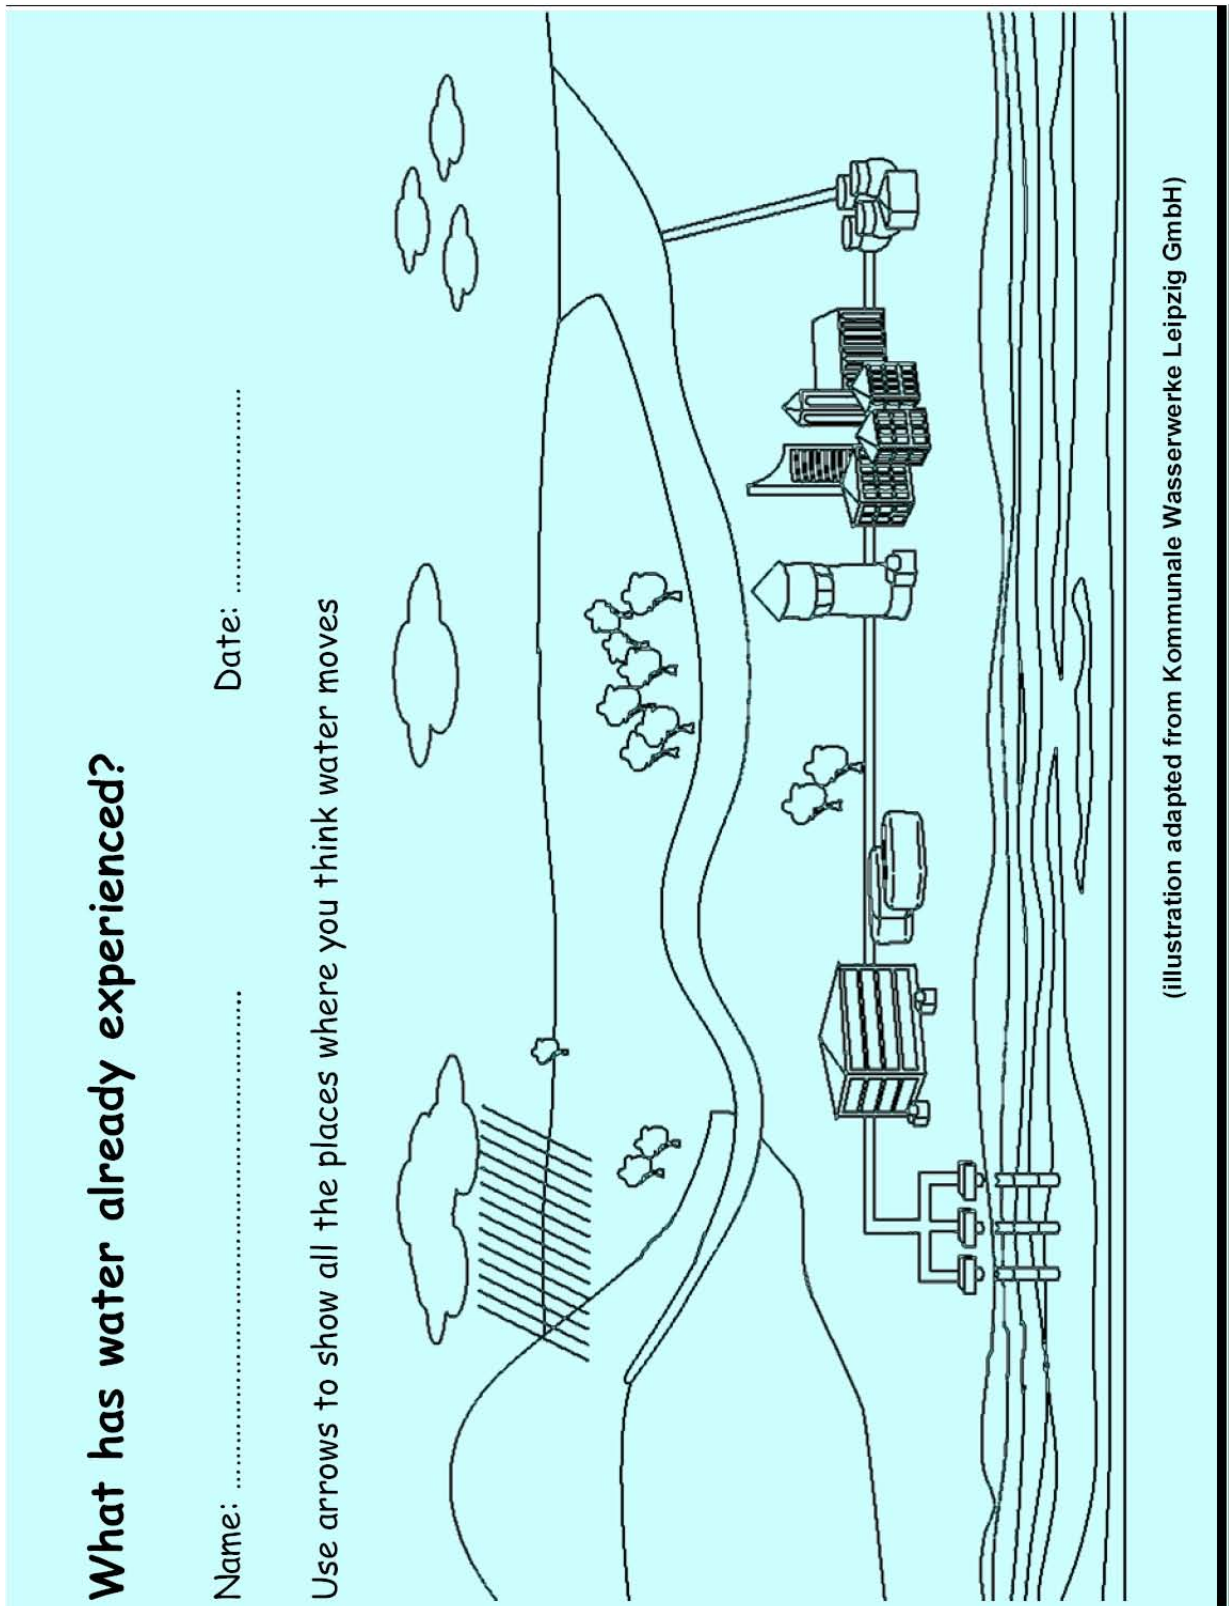 What has water already experienced?
Name: ............................................................ Date: .........................
Use arrows to show all the places where you think water moves
(illustration adapted from Kommunale Wasserwerke Leipzig GmbH)